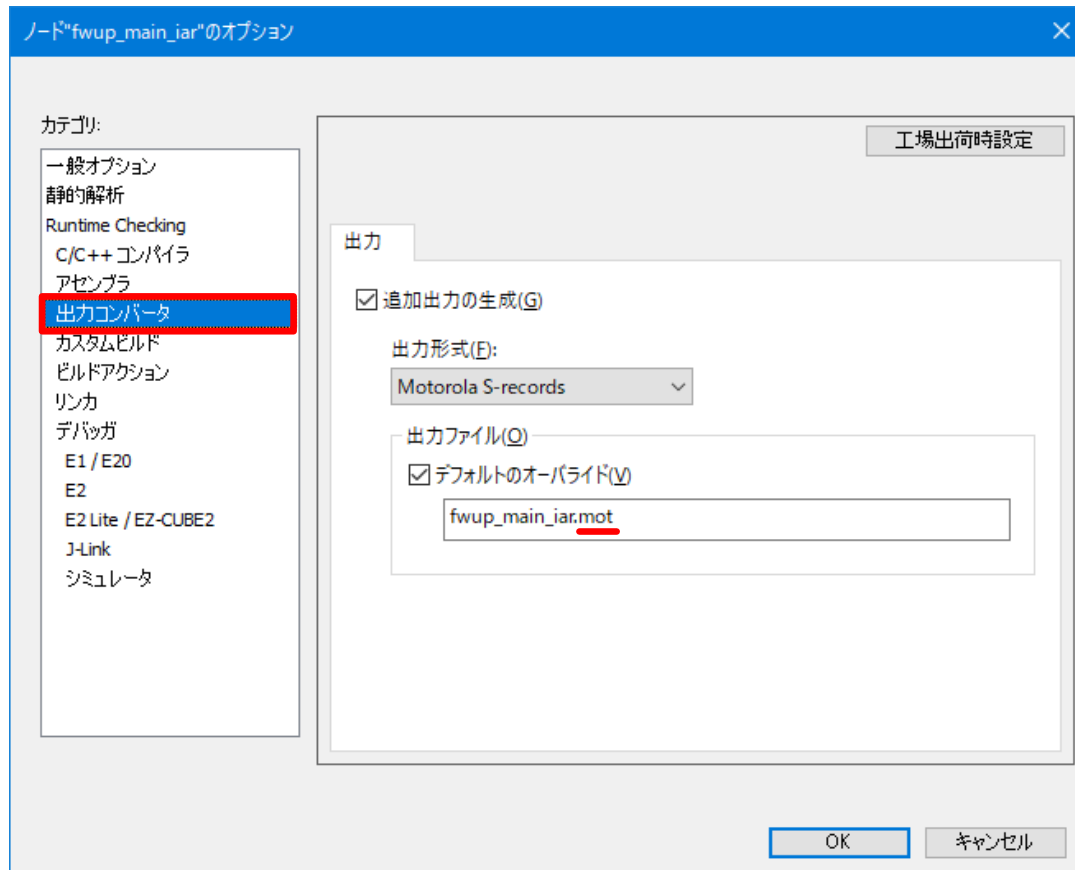 ノード"fwup_main_iar"のオプション
カテゴリ:
一般オプション
静的解析
Runtime Checking
C/C++ コンパイラ
アセンブラ
出力コンバータ
カスタムビルド
ビルドアクション
リンカ
デバッガ
E1 / E20
E2
E2 Lite / EZ-CUBE2
J-Link
シミュレータ
工場出荷時設定
出力
追加出力の生成(G)
出力形式(F):
Motorola S-records
出力ファイル(O)
デフォルトのオーバライド(V)
fwup_main_iar.mot
OK
キャンセル